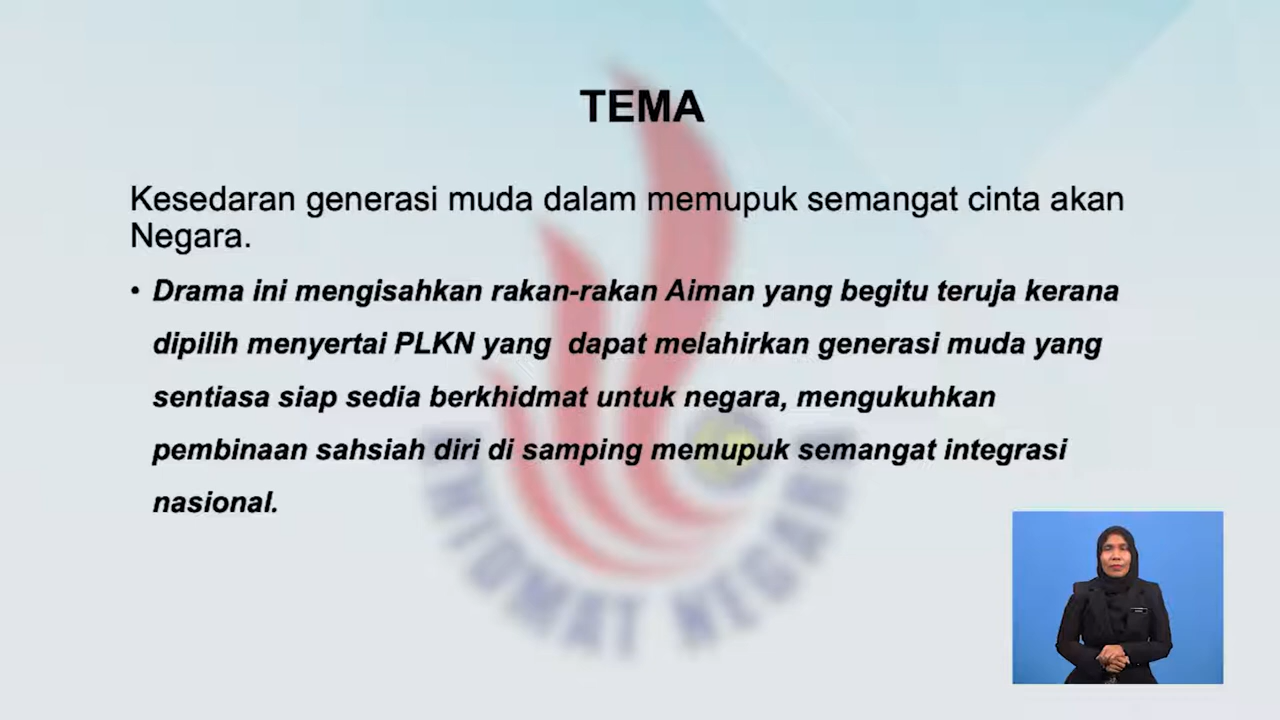 TEMA
Kesedaran generasi muda dalam memupuk semangat cinta akan
Negara.
• Drama ini mengisahkan rakan-rakan Aiman yang begitu teruja kerana
dipilih menyertai PLKN yang dapat melahirkan generasi muda yang
sentiasa siap sedia berkhidmat untuk negara, mengukuhkan
pembinaan sahsiah diri di samping memupuk semangat integrasi
nasional.
NEGARA